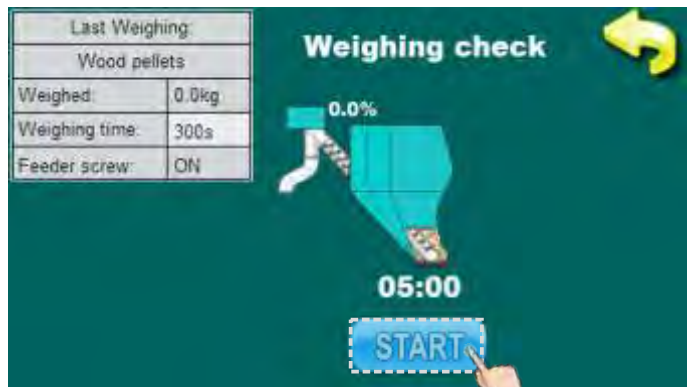 Last Weighing:
Wood pellets
Weighed: 0.0kg
Weighing time: 300s
Feeder screw: ON
Weighing check
0.0%
05:00
START